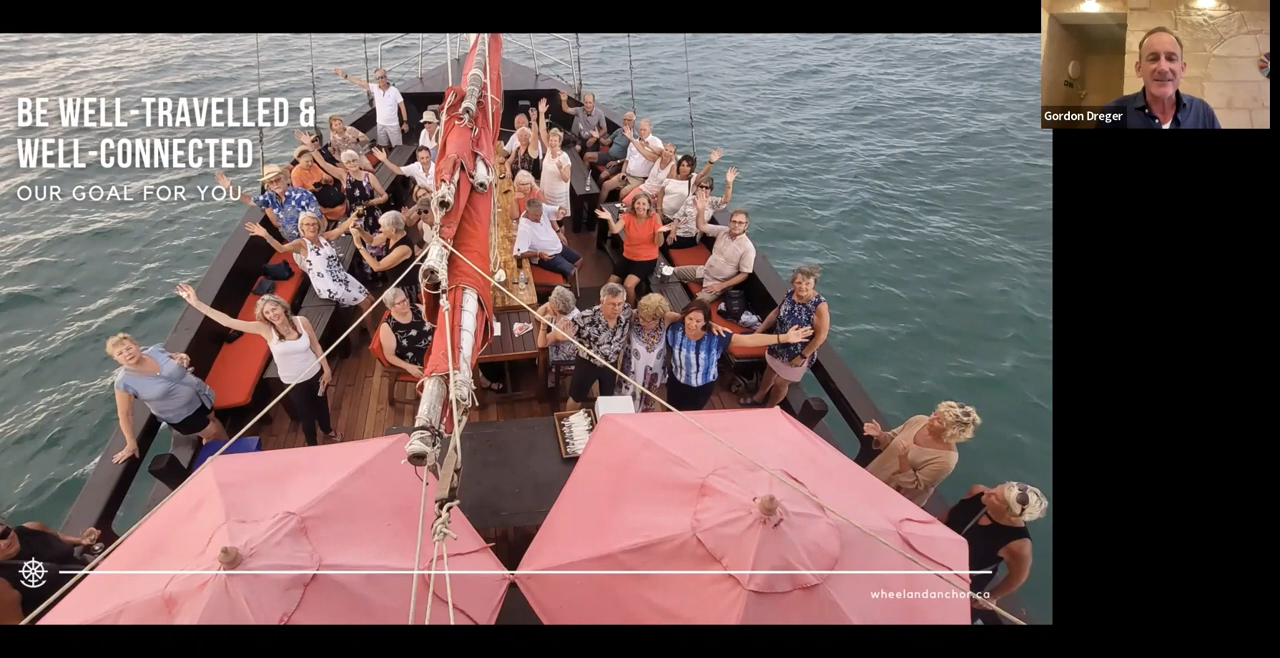 BE WELL-TRAVELLED &
WELL-CONNECTED
OUR GOAL FOR YOU
Gordon Dreger
wheelandanchor.ca